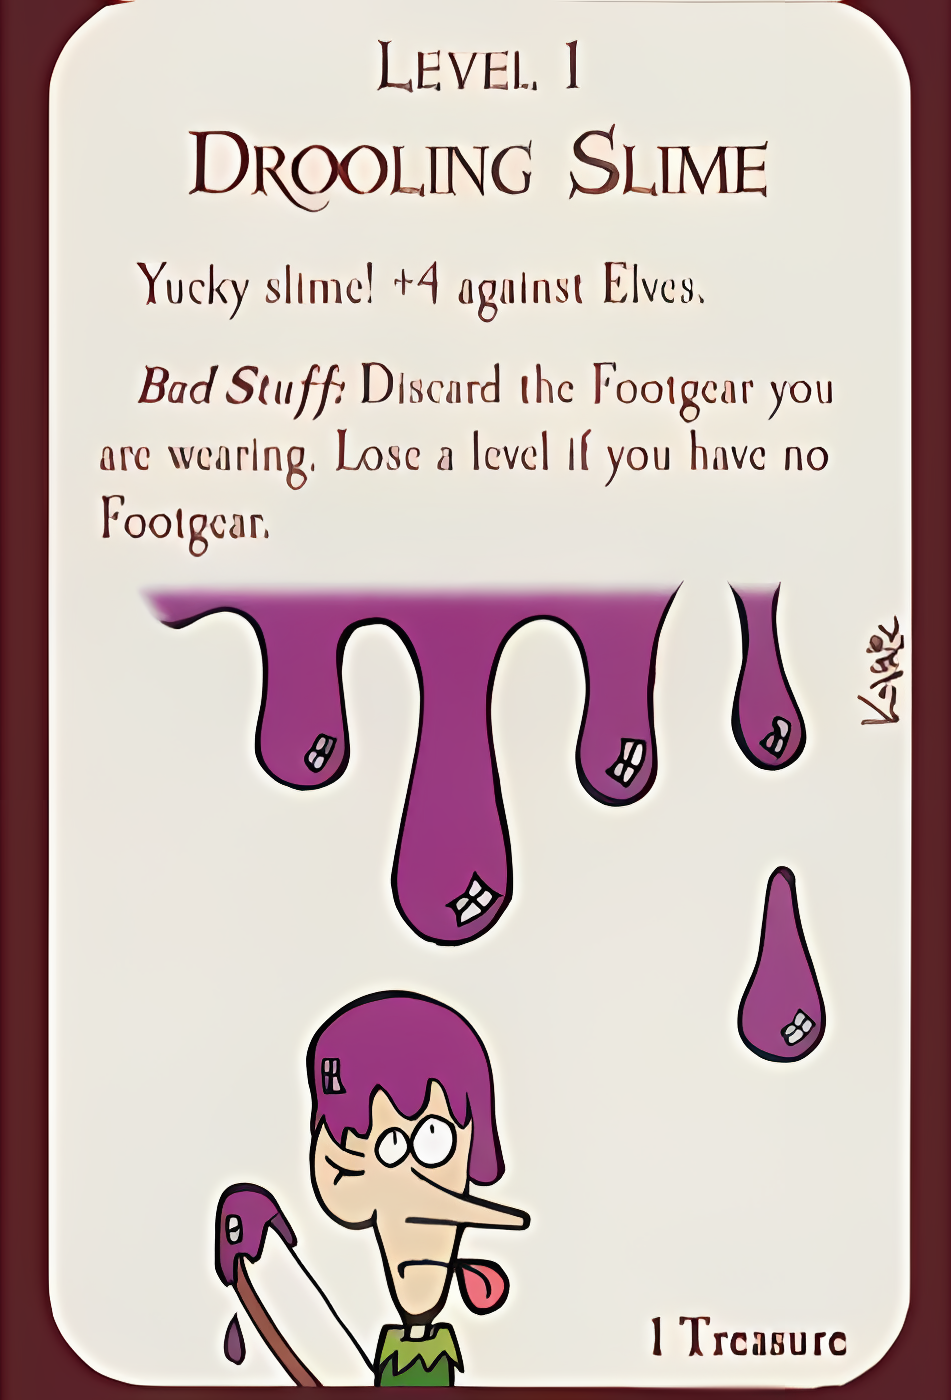 LEVEL 1
DROOLING SLIME
Yucky slime! +4 against Elves.
Bad Stuff: Discard the Footgear you
are wearing. Lose a level if you have no
Footgear.
1 Treasure